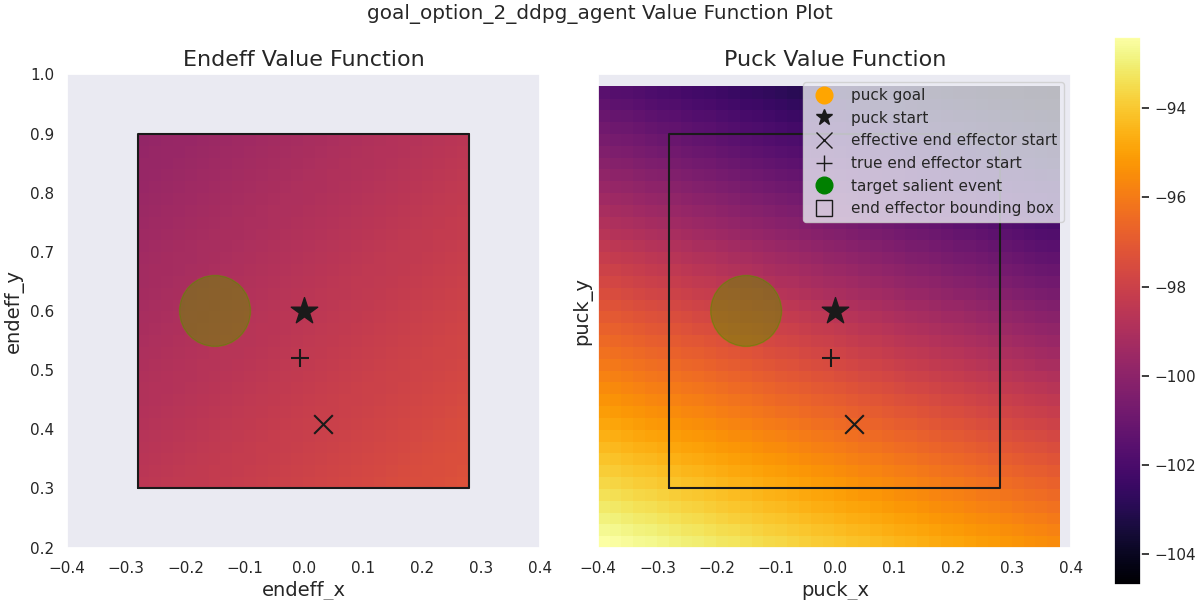 goal_option_2_ddpg_agent Value Function Plot
Endeff Value Function
endeff_y
1.0
0.9
0.8
0.7
0.6
0.5
0.4
0.3
0.2
−0.4 −0.3 −0.2 −0.1 0.0 0.1 0.2 0.3 0.4
endeff_x
Puck Value Function
puck_y
puck goal
puck start
effective end effector start
true end effector start
target salient event
end effector bounding box
−0.4 −0.3 −0.2 −0.1 0.0 0.1 0.2 0.3 0.4
puck_x
−94
−96
−98
−100
−102
−104